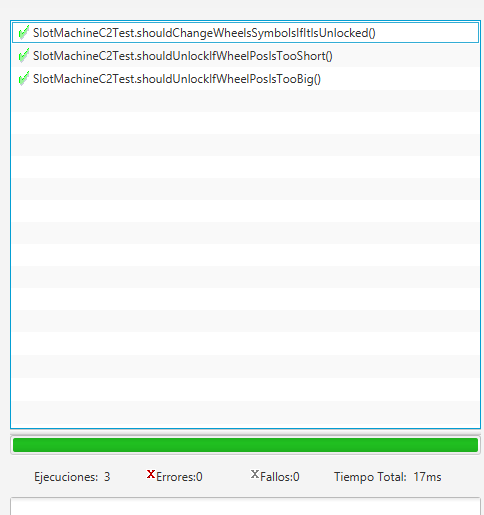 SlotMachineC2Test.shouldChangeWheelsSymbolsIfItIsUnlocked()
SlotMachineC2Test.shouldUnlockIfWheelPosIsTooShort()
SlotMachineC2Test.shouldUnlockIfWheelPosIsTooBig()
Ejecuciones: 3 XErrores:0 XFallos:0 Tiempo Total: 17ms